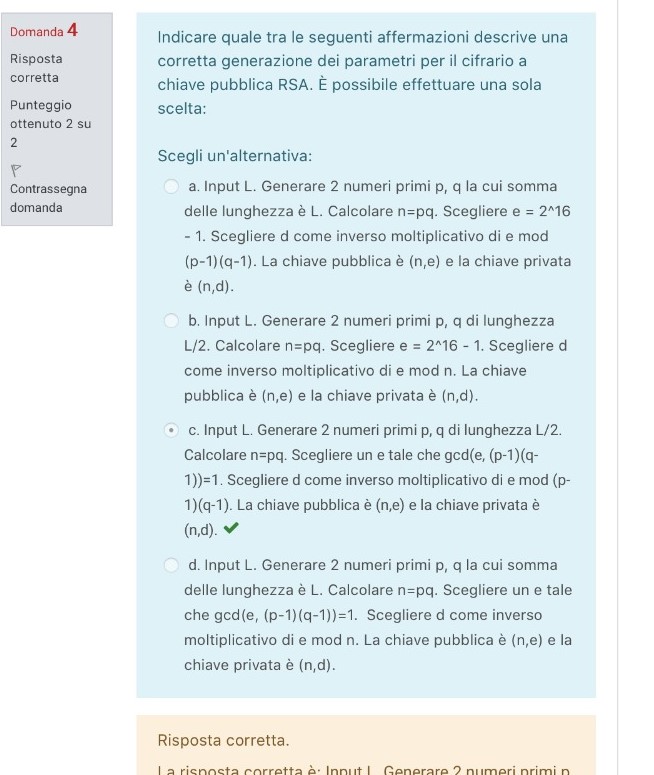 Domanda 4
Risposta
corretta
Punteggio
ottenuto 2 su
2
Contrassegna
domanda
Indicare quale tra le seguenti affermazioni descrive una
corretta generazione dei parametri per il cifrario a
chiave pubblica RSA. È possibile effettuare una sola
scelta:
Scegli un'alternativa:
a. Input L. Generare 2 numeri primi p, q la cui somma
delle lunghezza è L. Calcolare n=pq. Scegliere e = 2^16
- 1. Scegliere d come inverso moltiplicativo di e mod
(p-1)(q-1). La chiave pubblica è (n,e) e la chiave privata
è (n,d).
b. Input L. Generare 2 numeri primi p, q di lunghezza
L/2. Calcolare n=pq. Scegliere e = 2^16 - 1. Scegliere d
come inverso moltiplicativo di e mod n. La chiave
pubblica è (n,e) e la chiave privata è (n,d).
c. Input L. Generare 2 numeri primi p, q di lunghezza L/2.
Calcolare n=pq. Scegliere un e tale che gcd(e, (p-1)(q-
1))=1. Scegliere d come inverso moltiplicativo di e mod (p-
1)(q-1). La chiave pubblica è (n,e) e la chiave privata è
(n,d).
d. Input L. Generare 2 numeri primi p, q la cui somma
delle lunghezza è L. Calcolare n=pq. Scegliere un e tale
che gcd(e, (p-1)(q-1))=1. Scegliere d come inverso
moltiplicativo di e mod n. La chiave pubblica è (n,e) e la
chiave privata è (n,d).
Risposta corretta.
La risposta corretta è: Input L. Generare 2 numeri primi p,